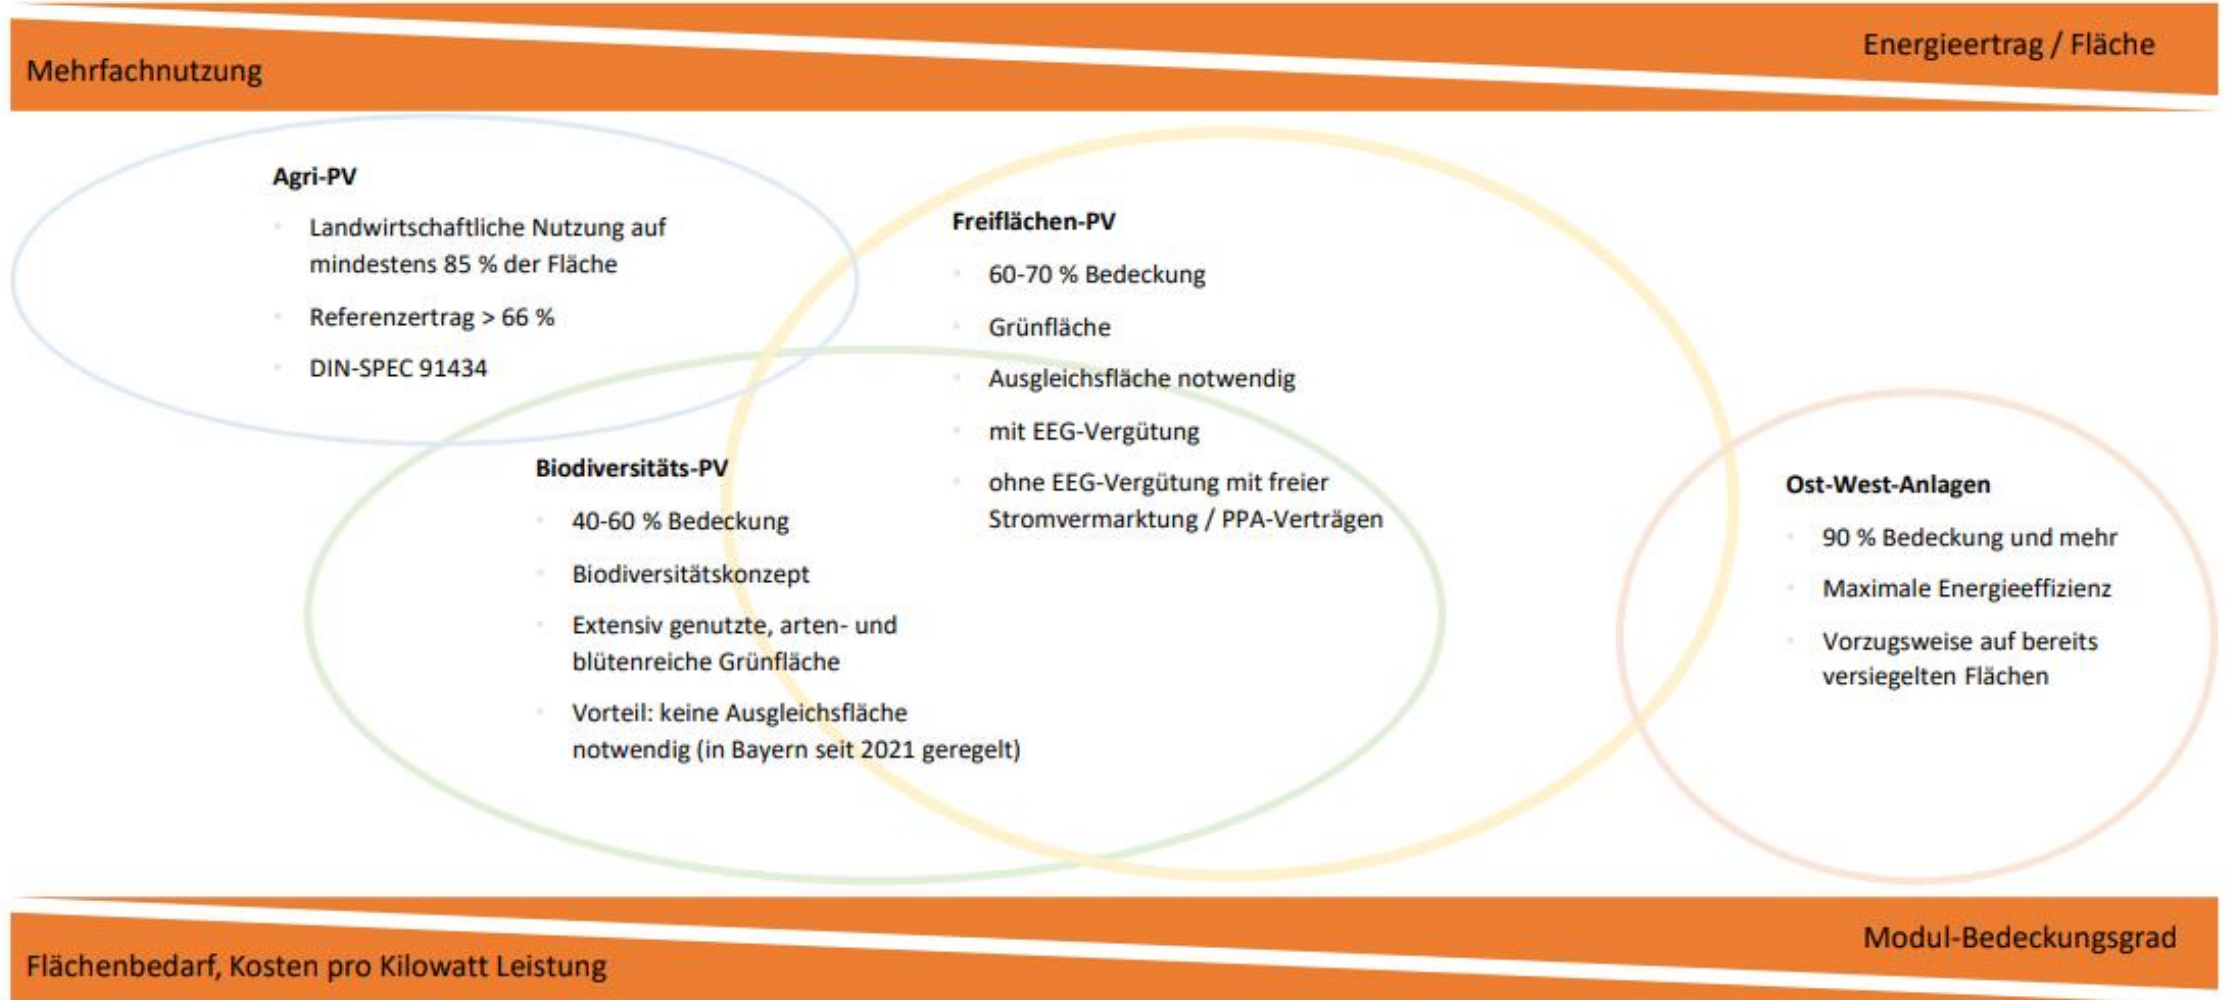 Energieertrag / Fläche
Mehrfachnutzung
Agri-PV
Landwirtschaftliche Nutzung auf
mindestens 85 % der Fläche
Referenzertrag > 66 %
DIN-SPEC 91434
Freiflächen-PV
60-70 % Bedeckung
Grünfläche
Ausgleichsfläche notwendig
mit EEG-Vergütung
ohne EEG-Vergütung mit freier
Stromvermarktung / PPA-Verträgen
Biodiversitäts-PV
40-60 % Bedeckung
Biodiversitätskonzept
Extensiv genutzte, arten- und
blütenreiche Grünfläche
Vorteil: keine Ausgleichsfläche
notwendig (in Bayern seit 2021 geregelt)
Ost-West-Anlagen
90 % Bedeckung und mehr
Maximale Energieeffizienz
Vorzugsweise auf bereits
versiegelten Flächen
Modul-Bedeckungsgrad
Flächenbedarf, Kosten pro Kilowatt Leistung